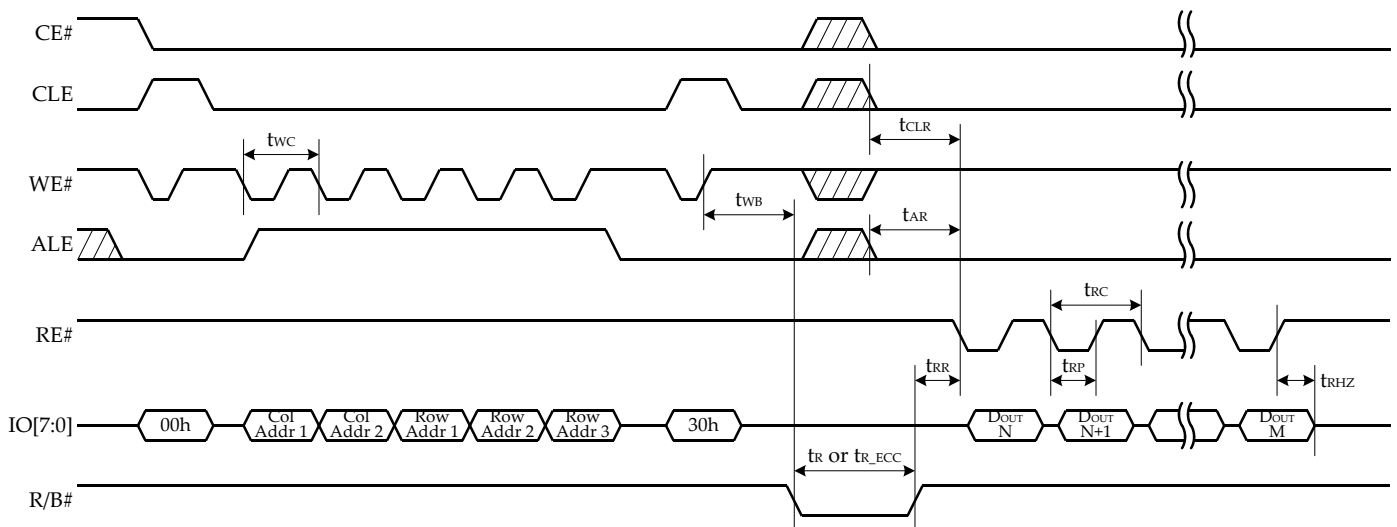 CE#
CLE
tCLR
tWC
WE#
tWB
tAR
ALE
tRC
RE#
tRR
tRP
tRHZ
IO[7:0]
00h
Col
Addr 1
Col
Addr 2
Row
Addr 1
Row
Addr 2
Row
Addr 3
30h
DOUT
N
DOUT
N+1
DOUT
M
tR or tR_ECC
R/B#